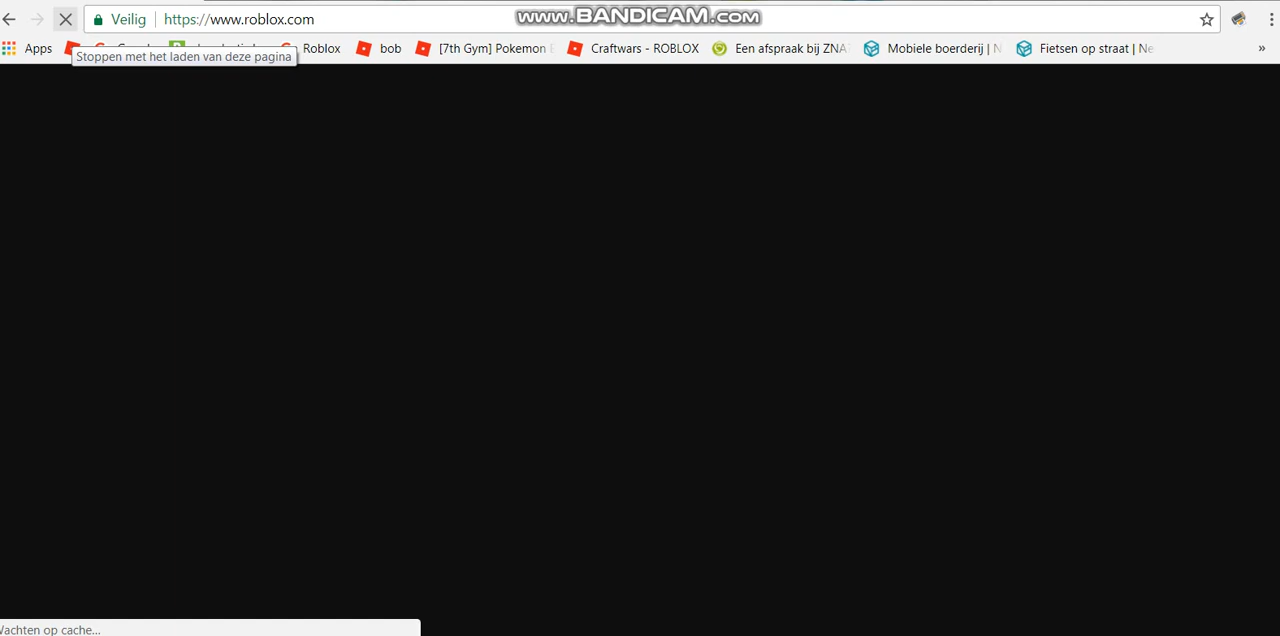 Veilig https://www.roblox.com
www.BANDICAM.com
Apps Roblox bob [7th Gym] Pokemon Craftwars - ROBLOX Een afspraak bij ZNA Mobiele boerderij | N Fietsen op straat | Ne »
Stoppen met het laden van deze pagina
Wachten op cache...